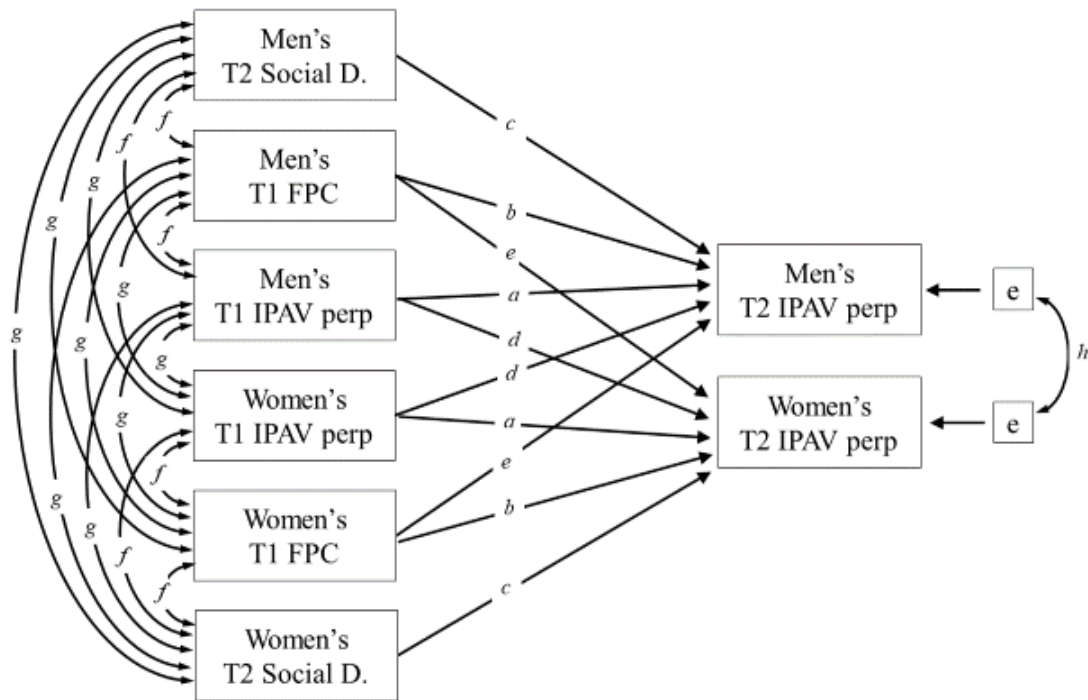 Men's
T2 Social D.
Men's
T1 FPC
Men's
T1 IPAV perp
Women's
T1 IPAV perp
Women's
T1 FPC
Women's
T2 Social D.
Men's
T2 IPAV perp
Women's
T2 IPAV perp
e
e
h
c
b
e
a
d
d
a
e
b
c
f
f
g
g
f
g
g
g
g
g
f
g
g
f
f